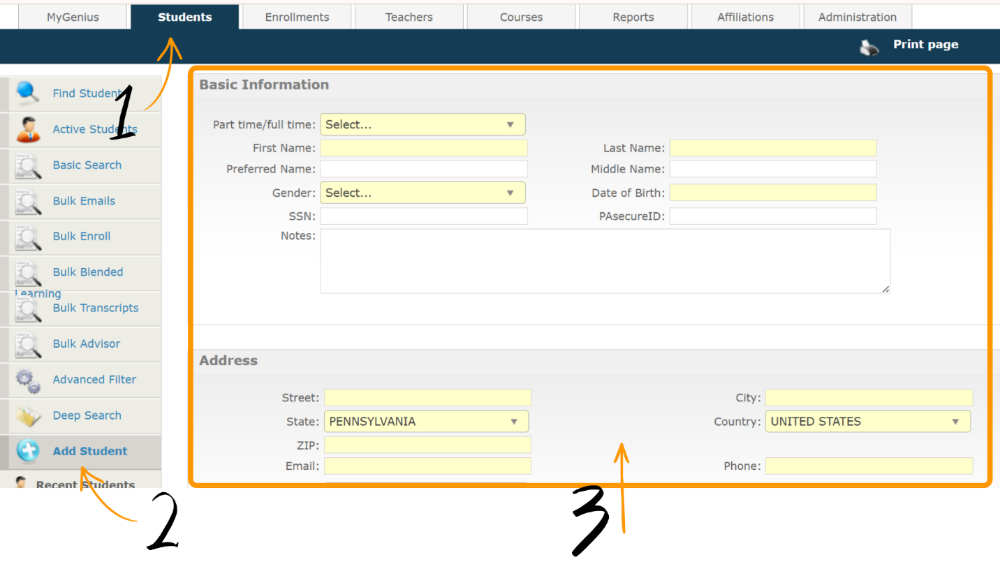 MyGenius Students Enrollments Teachers Courses Reports Affiliations Administration
Print page
1
Find Student
Active Students
Basic Search
Bulk Emails
Bulk Enroll
Bulk Blended
Learning
Bulk Transcripts
Bulk Advisor
Advanced Filter
Deep Search
Add Student
Recent Students
2
Basic Information
Part time/full time: Select...
First Name: Last Name:
Preferred Name: Middle Name:
Gender: Select... Date of Birth:
SSN: PAsecureID:
Notes:
Address
Street: City:
State: PENNSYLVANIA Country: UNITED STATES
ZIP:
Email: Phone:
3